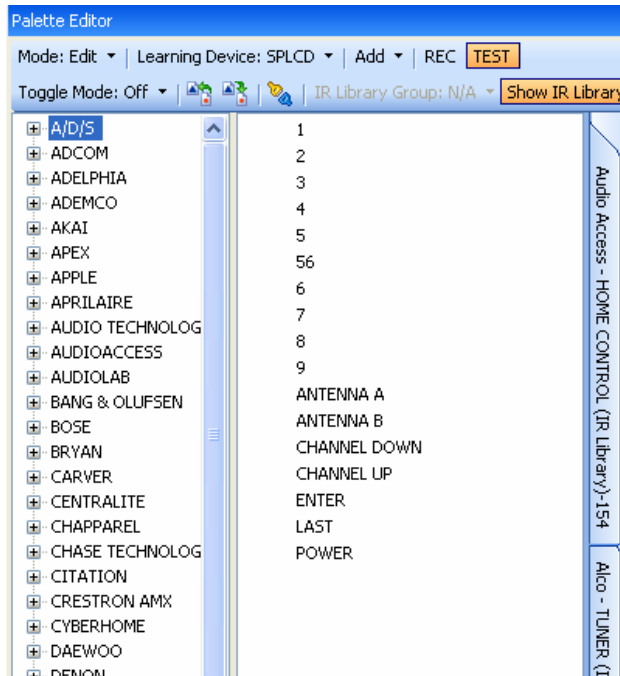 Palette Editor
Mode: Edit | Learning Device: SPLCD | Add | REC TEST
Toggle Mode: Off | IR Library Group: N/A Show IR Library
A/D/S
ADCOM
ADELPHIA
ADEMCO
AKAI
APEX
APPLE
APRILAIRE
AUDIO TECHNOLOG
AUDIOACCESS
AUDIOLAB
BANG & OLUFSEN
BOSE
BRYAN
CARVER
CENTRALITE
CHAPPAREL
CHASE TECHNOLOG
CITATION
CRESTRON AMX
CYBERHOME
DAEWOO
DENON
1
2
3
4
5
56
6
7
8
9
ANTENNA A
ANTENNA B
CHANNEL DOWN
CHANNEL UP
ENTER
LAST
POWER
Audio Access - HOME CONTROL (IR Library)-154
Alco - TUNER (I